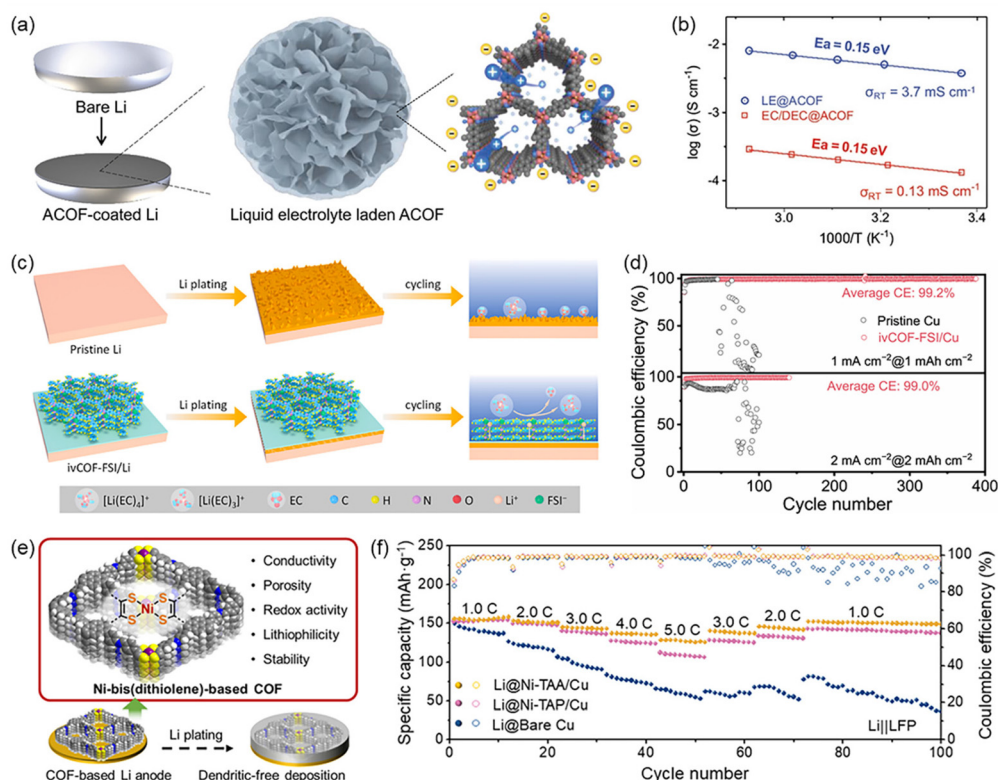 (a)
Bare Li
ACOF-coated Li
Liquid electrolyte laden ACOF
(b)
log (σ) (S cm⁻¹)
-2
-3
-4
Ea = 0.15 eV
σRT = 3.7 mS cm⁻¹
LE@ACOF
EC/DEC@ACOF
Ea = 0.15 eV
σRT = 0.13 mS cm⁻¹
3.0 3.2 3.4
1000/T (K⁻¹)
(c)
Li plating
cycling
Pristine Li
Li plating
cycling
ivCOF-FSI/Li
[Li(EC)₄]⁺ [Li(EC)₃]⁺ EC C H N O Li⁺ FSI⁻
(d)
Coulombic efficiency (%)
100
50
0
Average CE: 99.2%
Pristine Cu
ivCOF-FSI/Cu
1 mA cm⁻²@1 mAh cm⁻²
100
50
0
Average CE: 99.0%
2 mA cm⁻²@2 mAh cm⁻²
0 100 200 300 400
Cycle number
(e)
S S
Ni
S S
• Conductivity
• Porosity
• Redox activity
• Lithiophilicity
• Stability
Ni-bis(dithiolene)-based COF
Li plating
COF-based Li anode
Dendritic-free deposition
(f)
Specific capacity (mAh·g⁻¹)
250
200
150
100
50
0
1.0 C 2.0 C 3.0 C 4.0 C 5.0 C 3.0 C 2.0 C 1.0 C
Li@Ni-TAA/Cu
Li@Ni-TAP/Cu
Li@Bare Cu
Li||LFP
0 20 40 60 80 100
Cycle number
100
80
60
40
20
0
Coulombic efficiency (%)